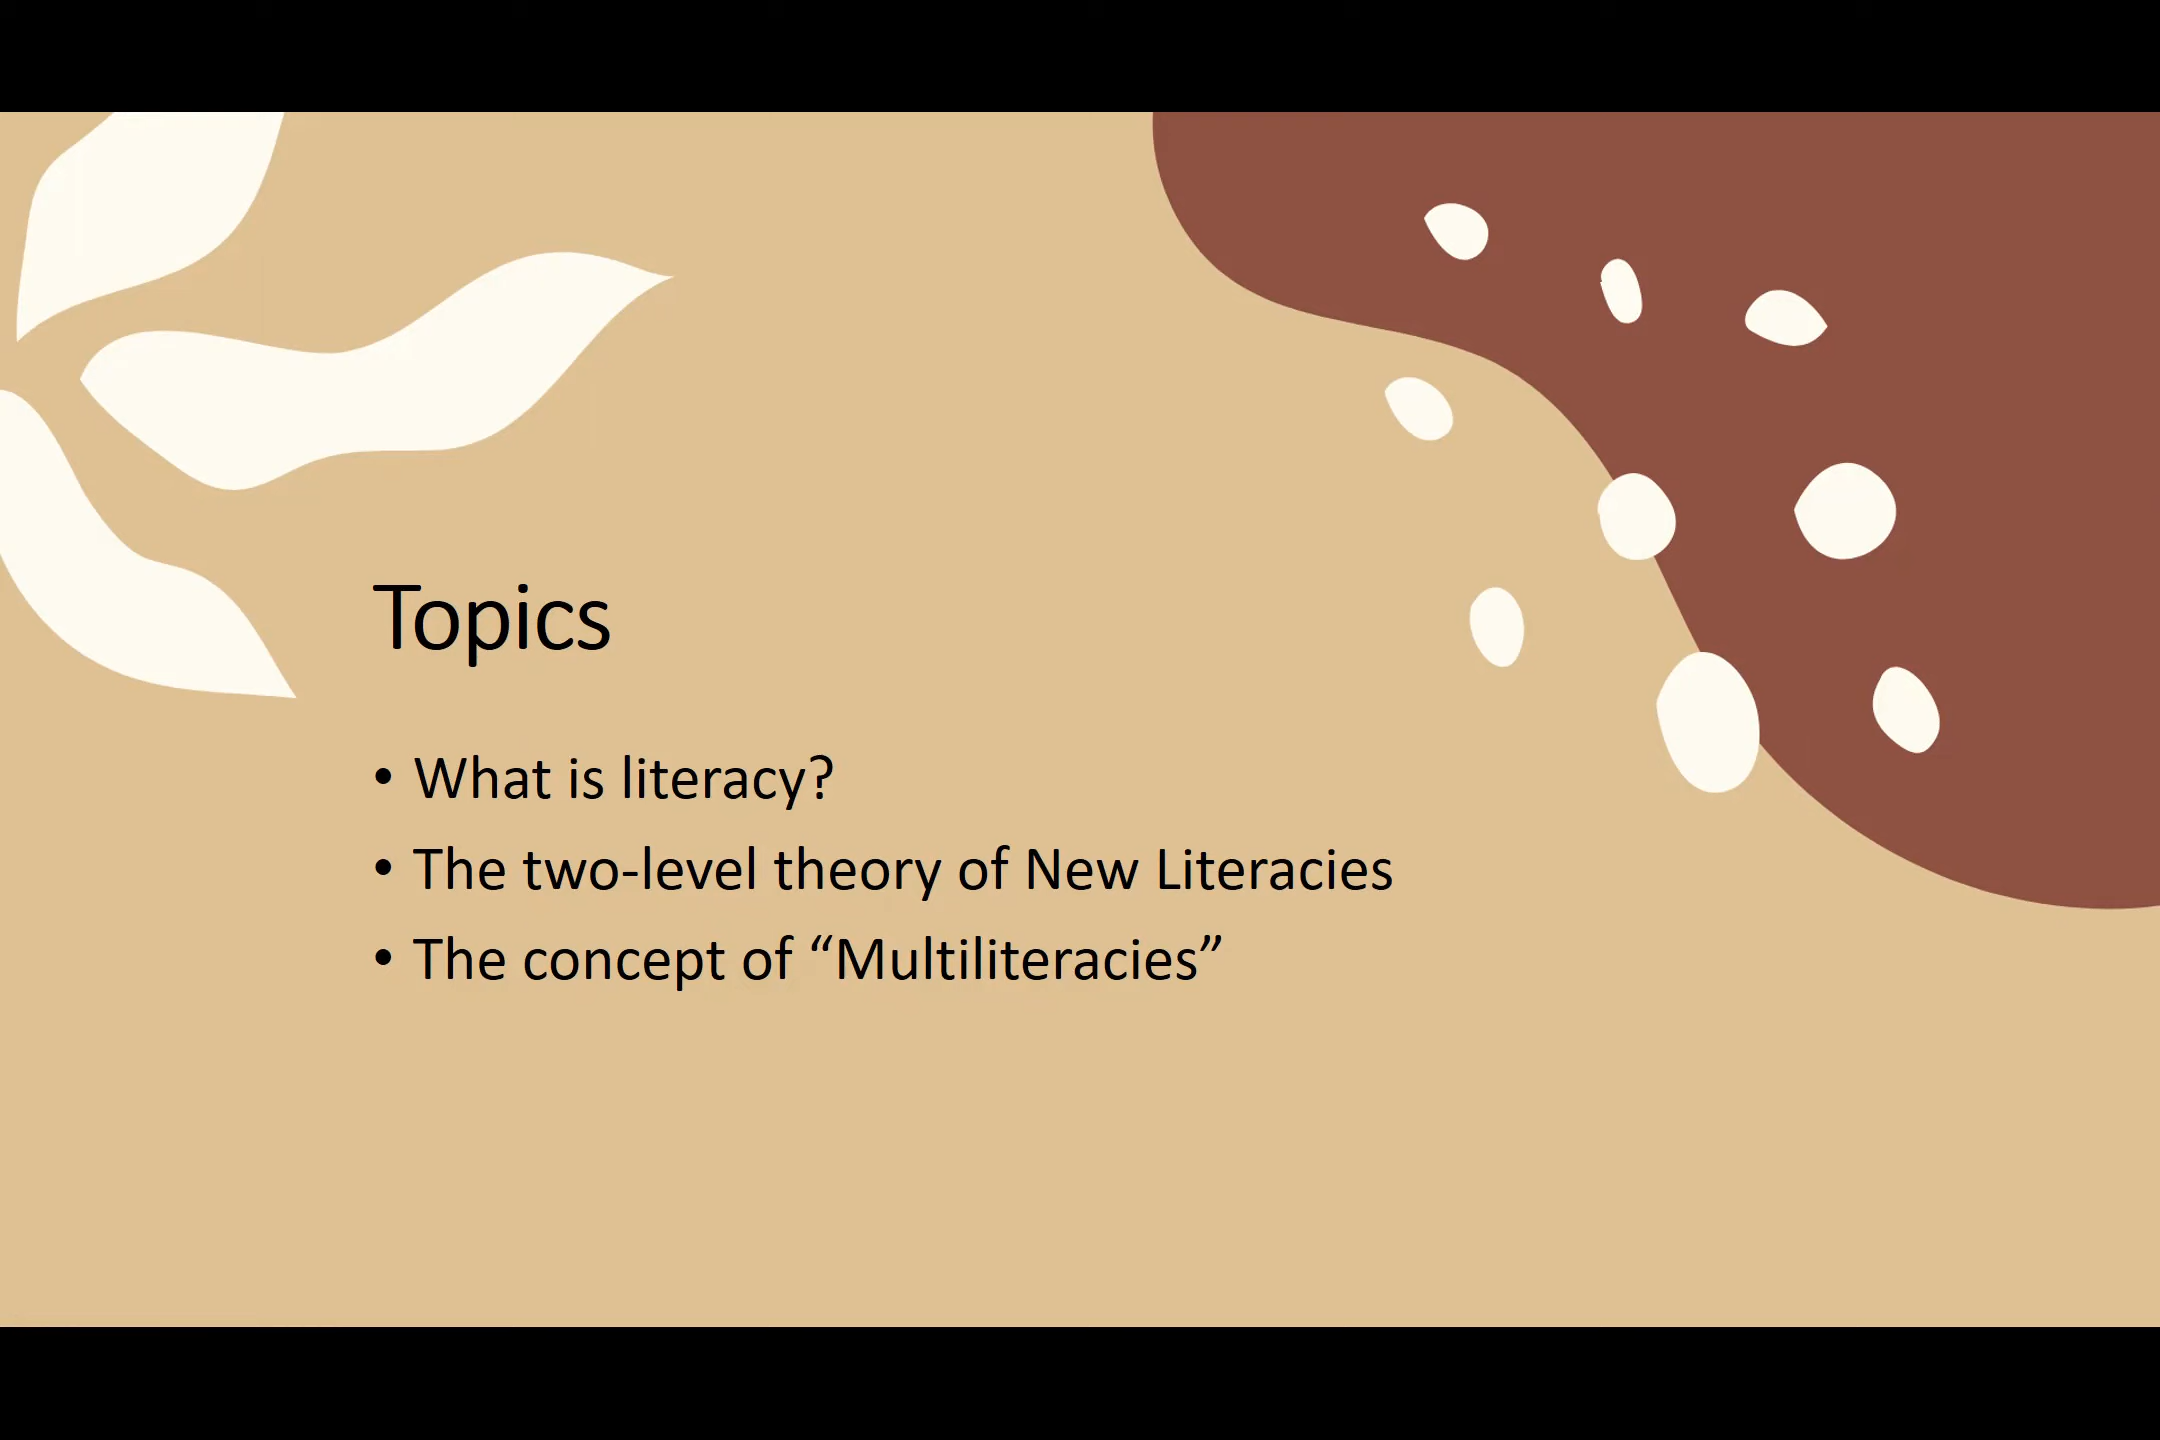 Topics
• What is literacy?
• The two-level theory of New Literacies
• The concept of “Multiliteracies”